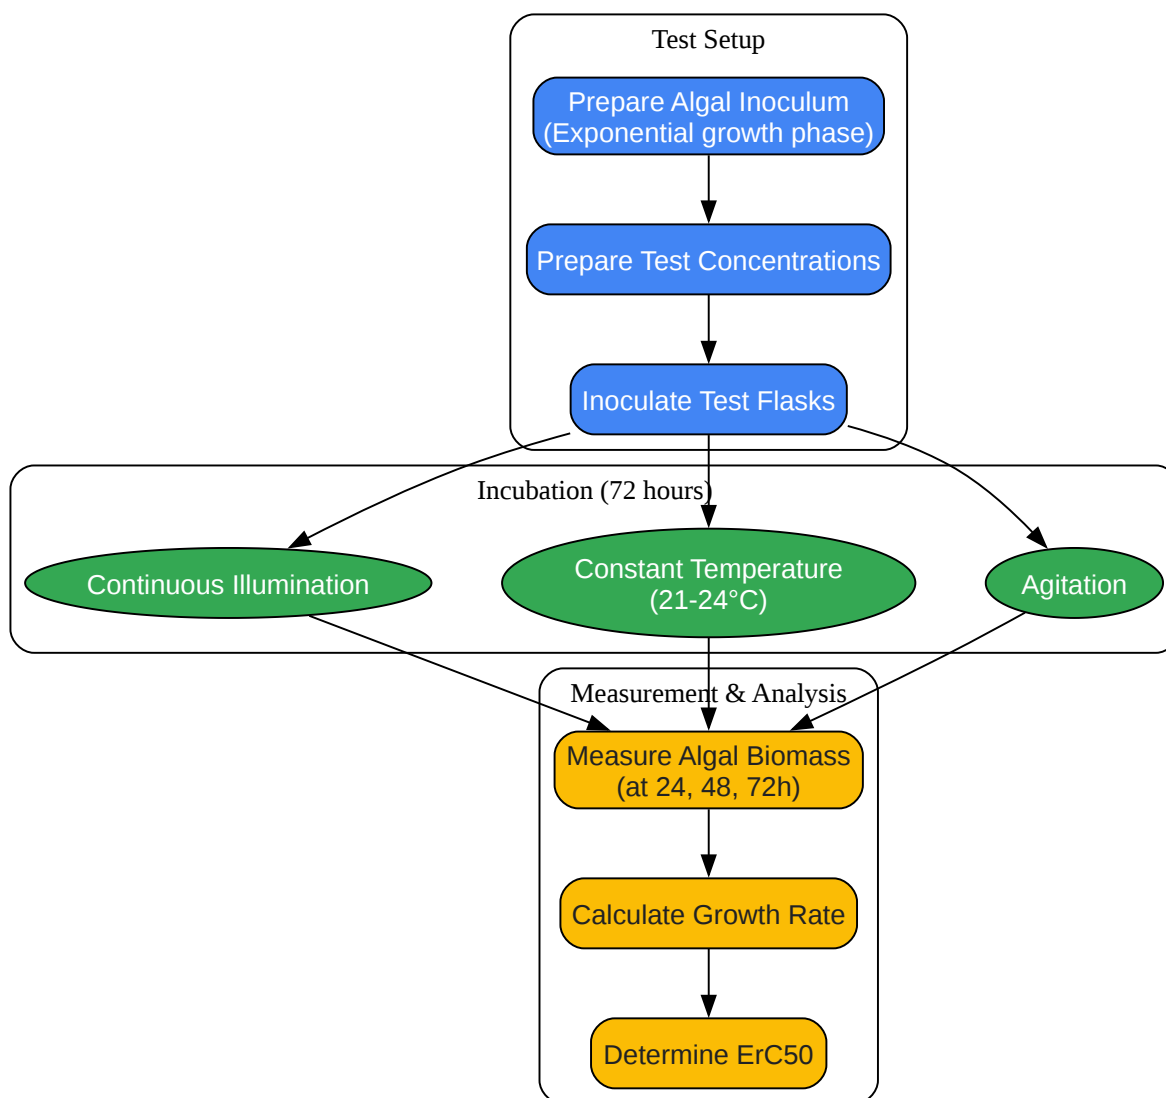 Test Setup
Prepare Algal Inoculum
(Exponential growth phase)
Prepare Test Concentrations
Inoculate Test Flasks
Incubation (72 hours)
Continuous Illumination
Constant Temperature
(21-24°C)
Agitation
Measurement & Analysis
Measure Algal Biomass
(at 24, 48, 72h)
Calculate Growth Rate
Determine ErC50